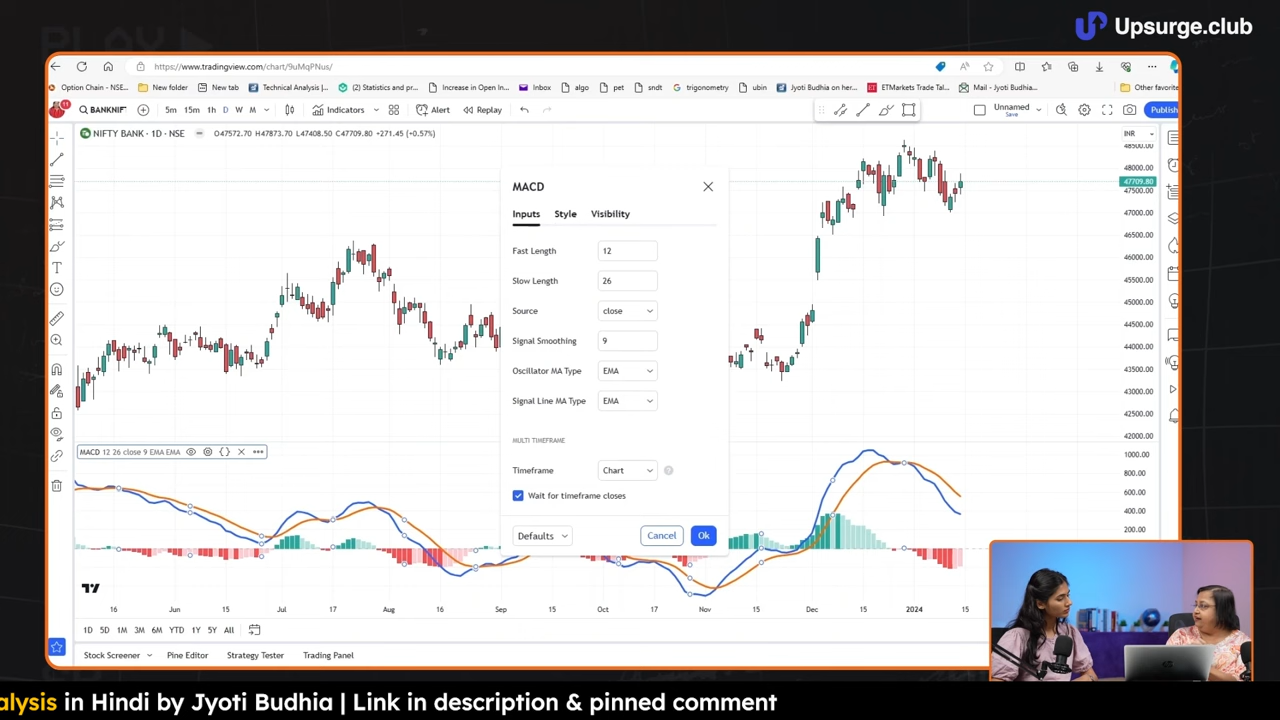 Upsurge.club
https://www.tradingview.com/chart/9uMqPNus/
Option Chain - NSE... New folder New tab Technical Analysis |... (2) Statistics and pr... Increase in Open In... Inbox algo pet sndt trigonometry Jyoti Budhia on her... ETMarkets Trade Tal... Mail - Jyoti Budhia... Other favorite
11 BANKNIF 5m 15m 1h D W M Indicators Alert Replay Unnamed Publish
Save
NIFTY BANK · 1D · NSE O47572.70 H47873.70 L47408.50 C47709.80 +271.45 (+0.57%) INR
48500.00
48000.00
47709.80
47500.00
47000.00
46500.00
46000.00
45500.00
45000.00
44500.00
44000.00
43500.00
43000.00
42500.00
42000.00
MACD
Inputs Style Visibility
Fast Length 12
Slow Length 26
Source close
Signal Smoothing 9
Oscillator MA Type EMA
Signal Line MA Type EMA
MULTI TIMEFRAME
Timeframe Chart ?
Wait for timeframe closes
Defaults Cancel Ok
MACD 12 26 close 9 EMA EMA
1000.00
800.00
600.00
400.00
200.00
16 Jun 15 Jul 17 Aug 16 Sep 15 Oct 17 Nov 15 Dec 15 2024 15
1D 5D 1M 3M 6M YTD 1Y 5Y All
Stock Screener Pine Editor Strategy Tester Trading Panel
alysis in Hindi by Jyoti Budhia | Link in description & pinned comment